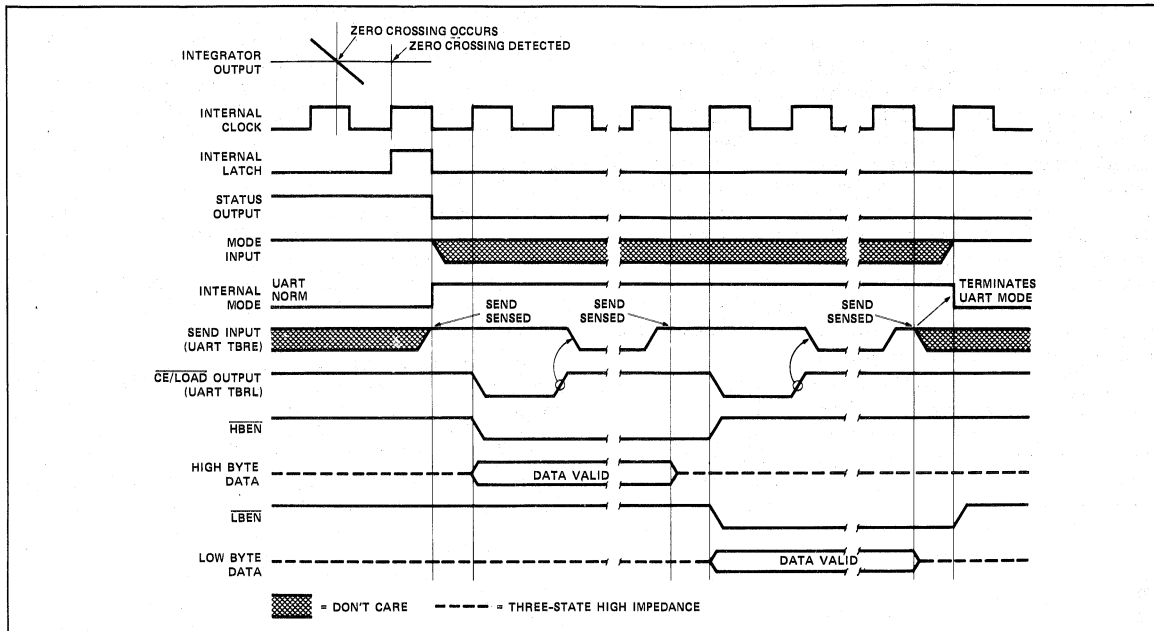 ZERO CROSSING OCCURS
ZERO CROSSING DETECTED
INTEGRATOR
OUTPUT
INTERNAL
CLOCK
INTERNAL
LATCH
STATUS
OUTPUT
MODE
INPUT
INTERNAL
MODE
UART
NORM
TERMINATES
UART MODE
SEND
SENSED
SEND
SENSED
SEND
SENSED
SEND INPUT
(UART TBRE)
CE/LOAD OUTPUT
(UART TBRL)
HBEN
HIGH BYTE
DATA
DATA VALID
LBEN
LOW BYTE
DATA
DATA VALID
= DON'T CARE
= THREE-STATE HIGH IMPEDANCE